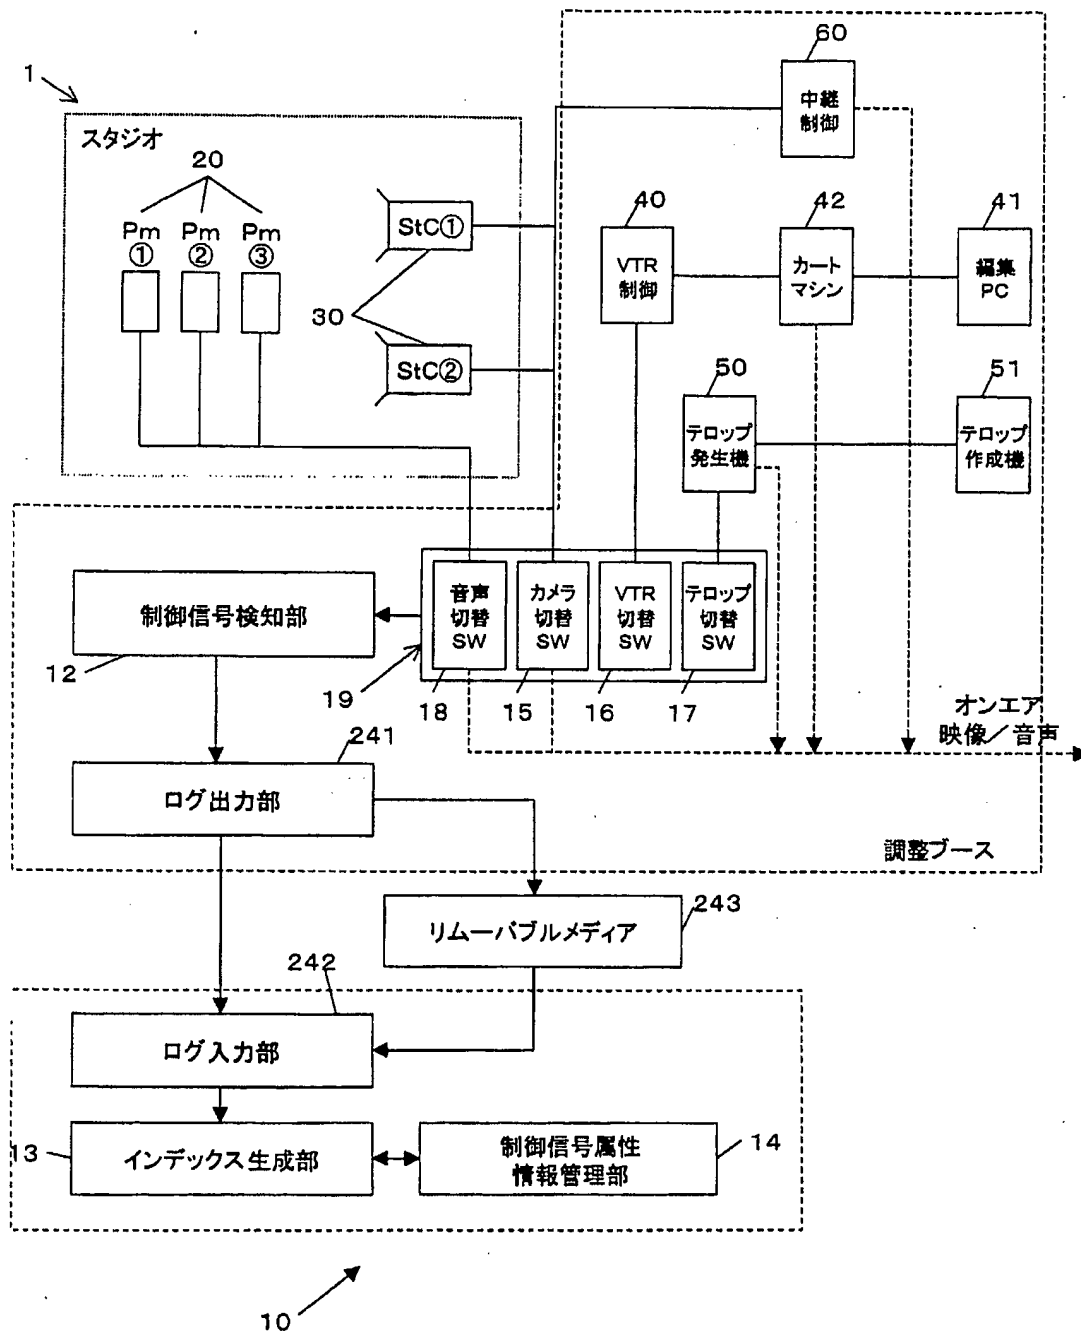 60
1
中継
制御
スタジオ
20
40
42
41
Pm
①
Pm
②
Pm
③
StC①
VTR
制御
カート
マシン
編集
PC
30
StC②
50
51
テロップ
発生機
テロップ
作成機
制御信号検知部
音声
切替
SW
カメラ
切替
SW
VTR
切替
SW
テロップ
切替
SW
12
19
18
15
16
17
オンエア
映像／音声
241
ログ出力部
調整ブース
243
リムーバブルメディア
242
ログ入力部
13
インデックス生成部
制御信号属性
情報管理部
14
10